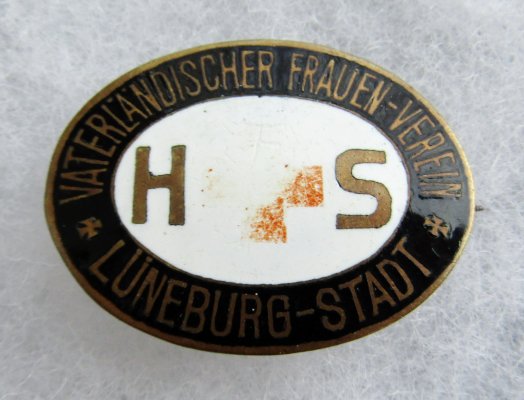 VATERLÄNDISCHER FRAUEN-VEREIN
H S
LÜNEBURG-STADT